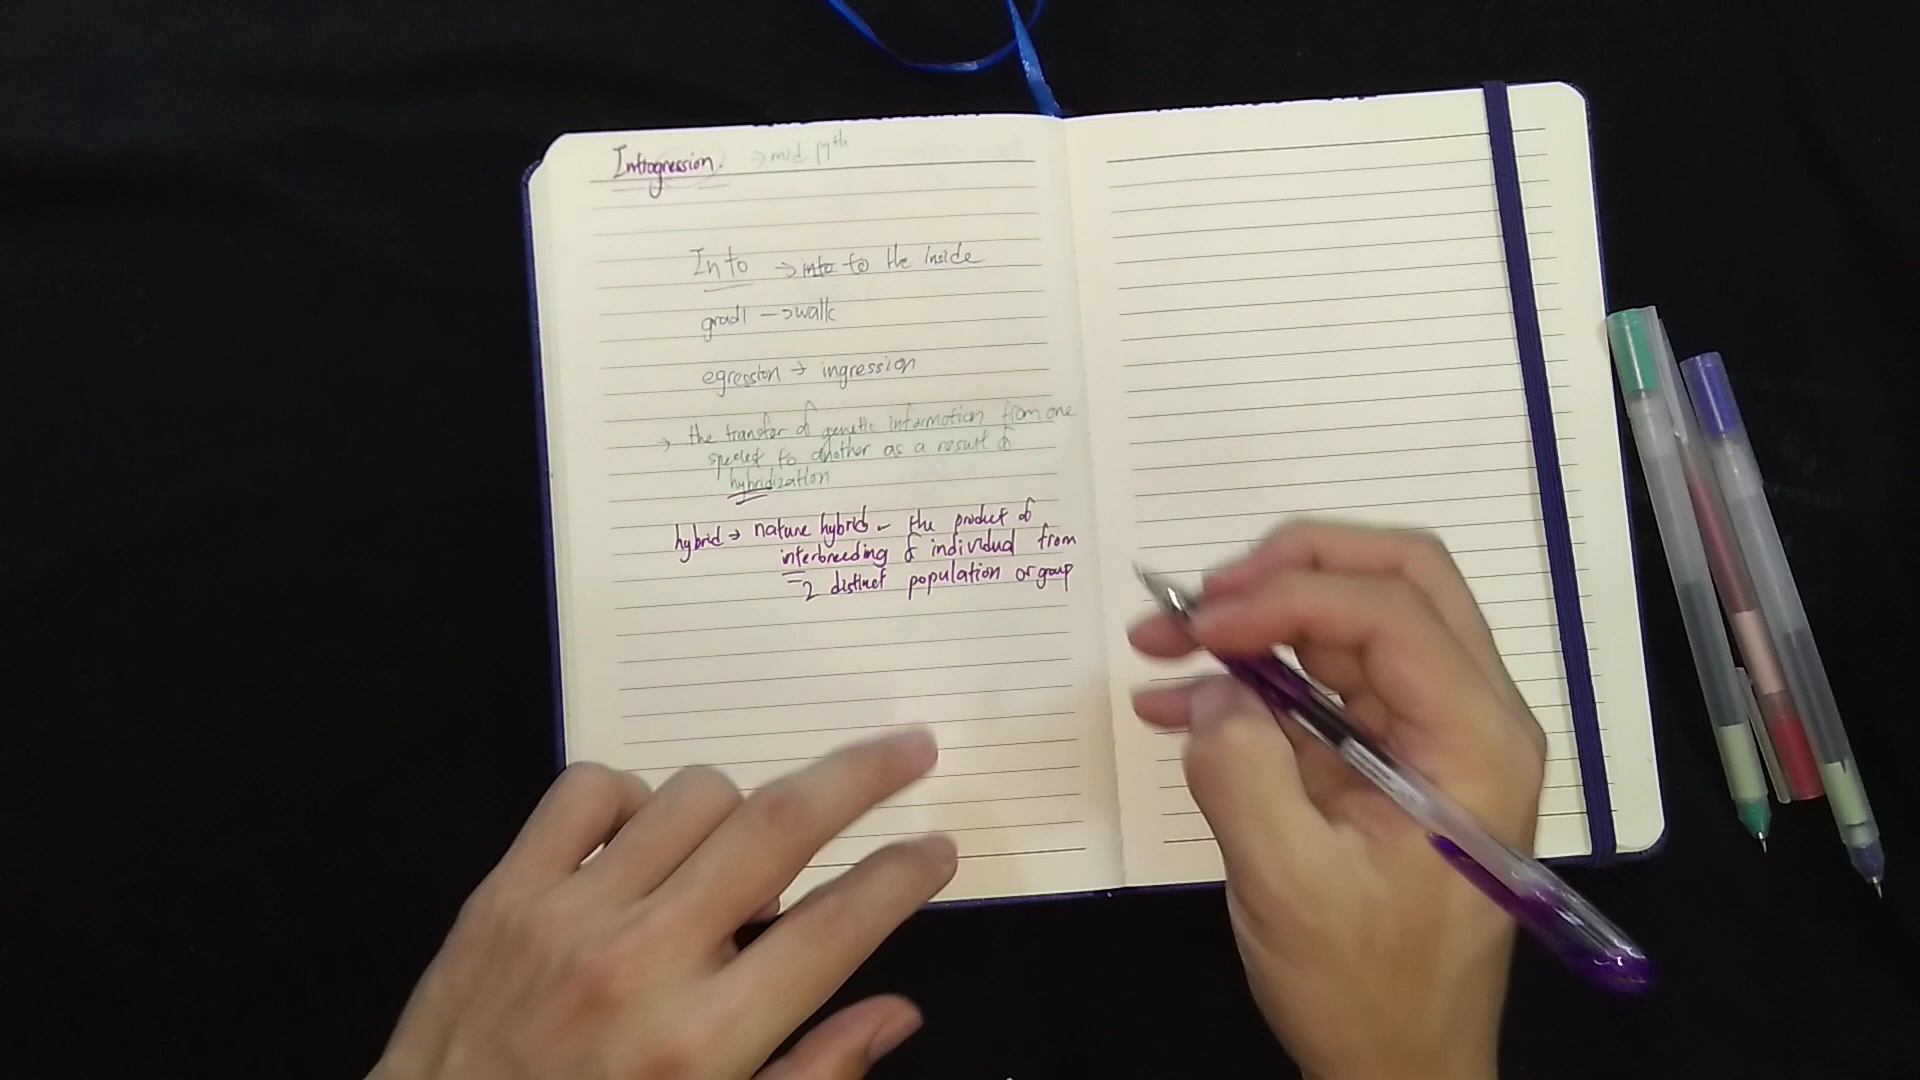 Introgression. → mid 17th
Into → into to the inside
gradi → walk
egression → ingression
→ the transfer of genetic information from one
species to another as a result of
hybridization
hybrid → nature hybrid - the product of
interbreeding of individual from
2 distinct population or group